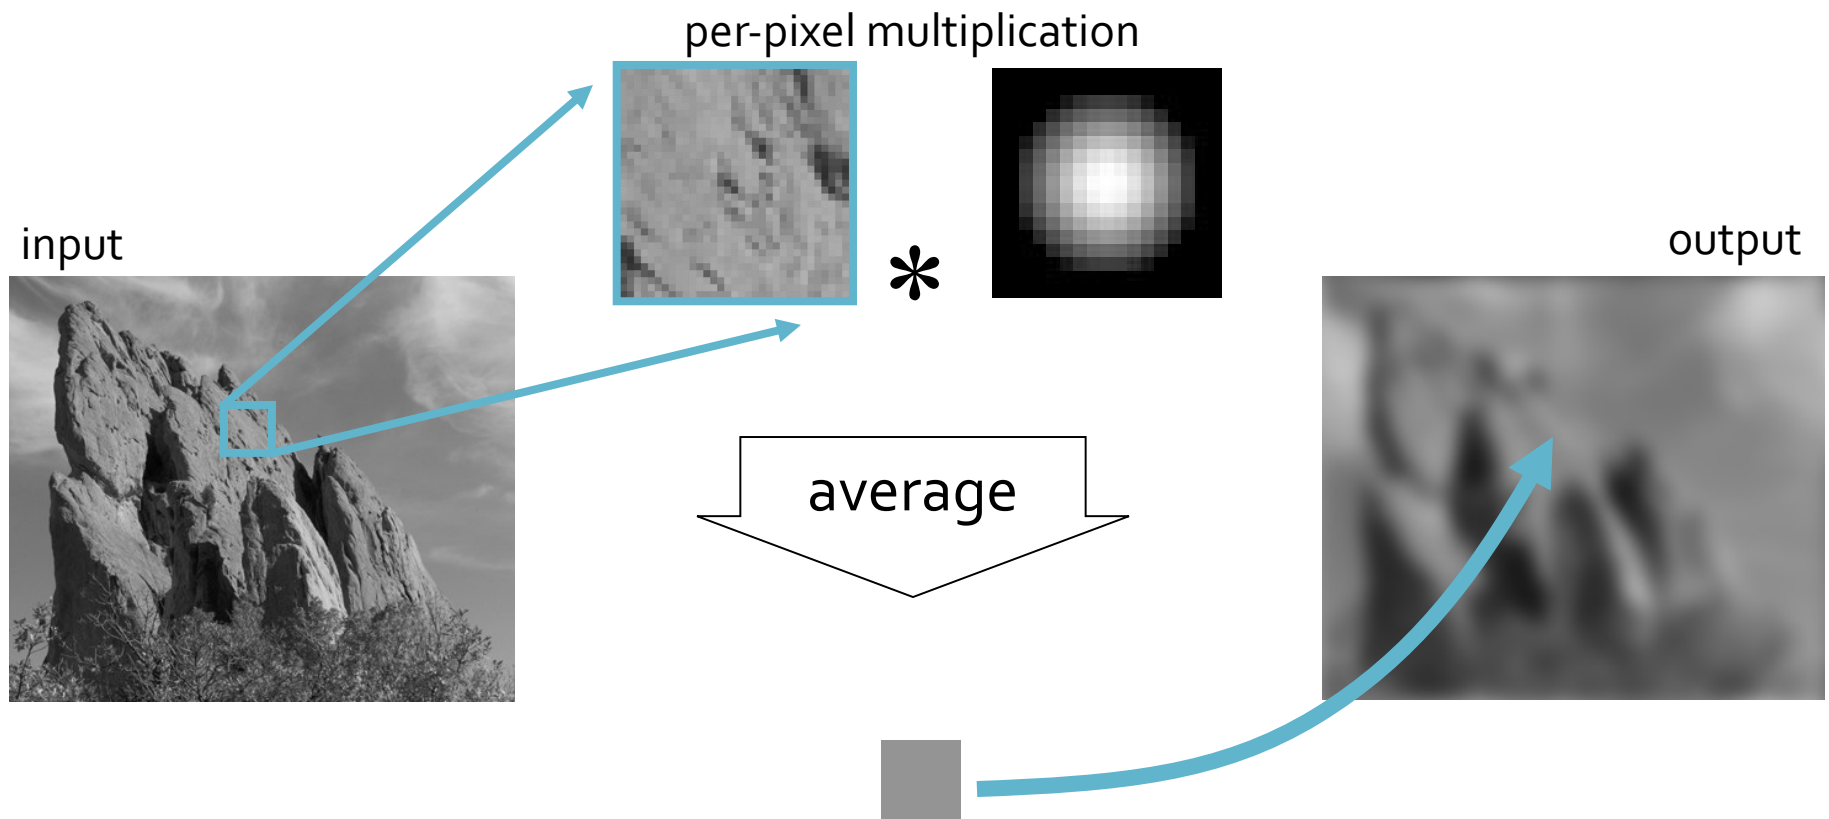 per-pixel multiplication
input
*
output
average